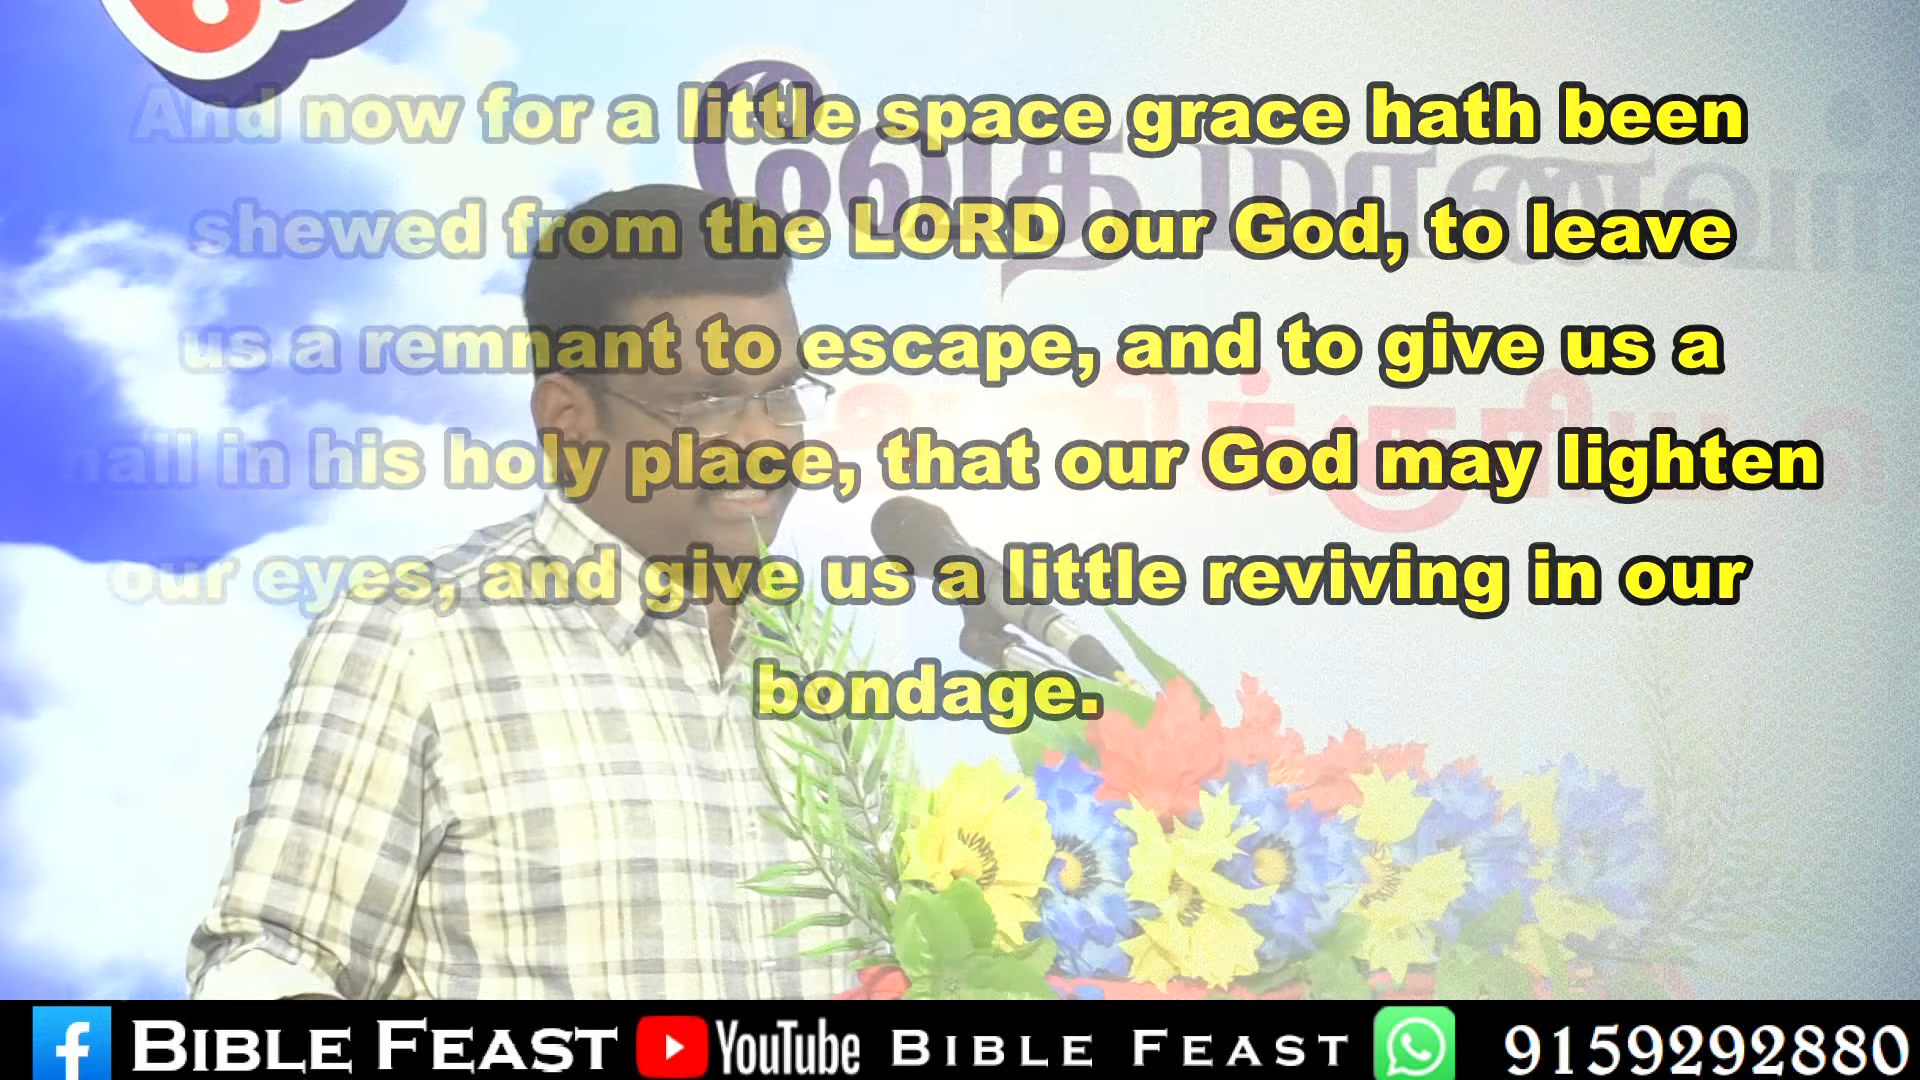 And now for a little space grace hath been
shewed from the LORD our God, to leave
us a remnant to escape, and to give us a
nail in his holy place, that our God may lighten
our eyes, and give us a little reviving in our
bondage.
வேத மாணவர்
BIBLE FEAST YouTube BIBLE FEAST 9159292880